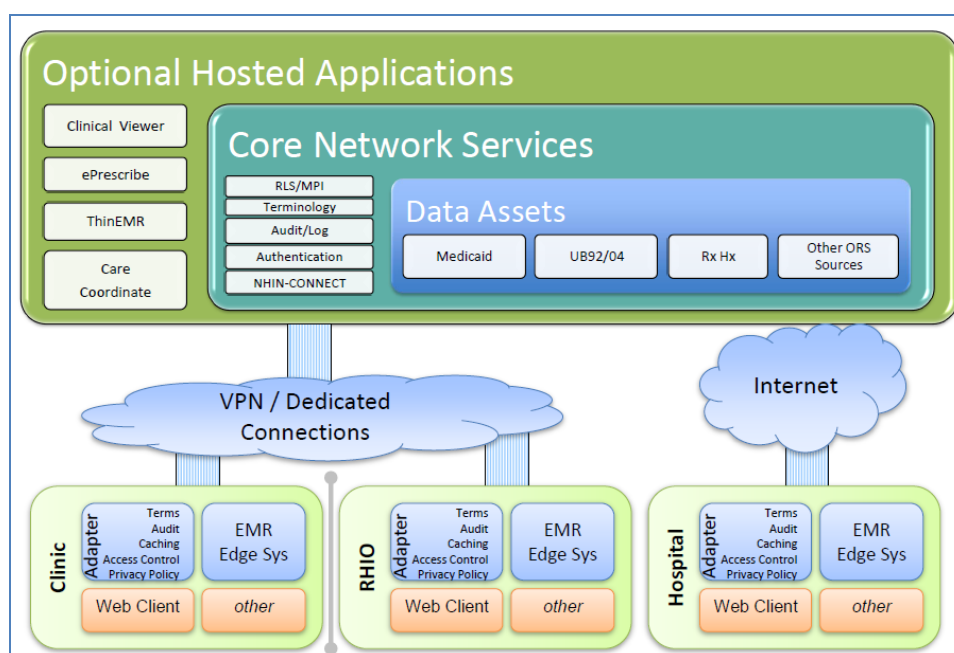 Optional Hosted Applications
Clinical Viewer
ePrescribe
ThinEMR
Care
Coordinate
Core Network Services
RLS/MPI
Terminology
Audit/Log
Authentication
NHIN-CONNECT
Data Assets
Medicaid
UB92/04
Rx Hx
Other ORS
Sources
VPN / Dedicated
Connections
Internet
Clinic
Adapter
Terms
Audit
Caching
Access Control
Privacy Policy
EMR
Edge Sys
Web Client
other
RHIO
Adapter
Terms
Audit
Caching
Access Control
Privacy Policy
EMR
Edge Sys
Web Client
other
Hospital
Adapter
Terms
Audit
Caching
Access Control
Privacy Policy
EMR
Edge Sys
Web Client
other